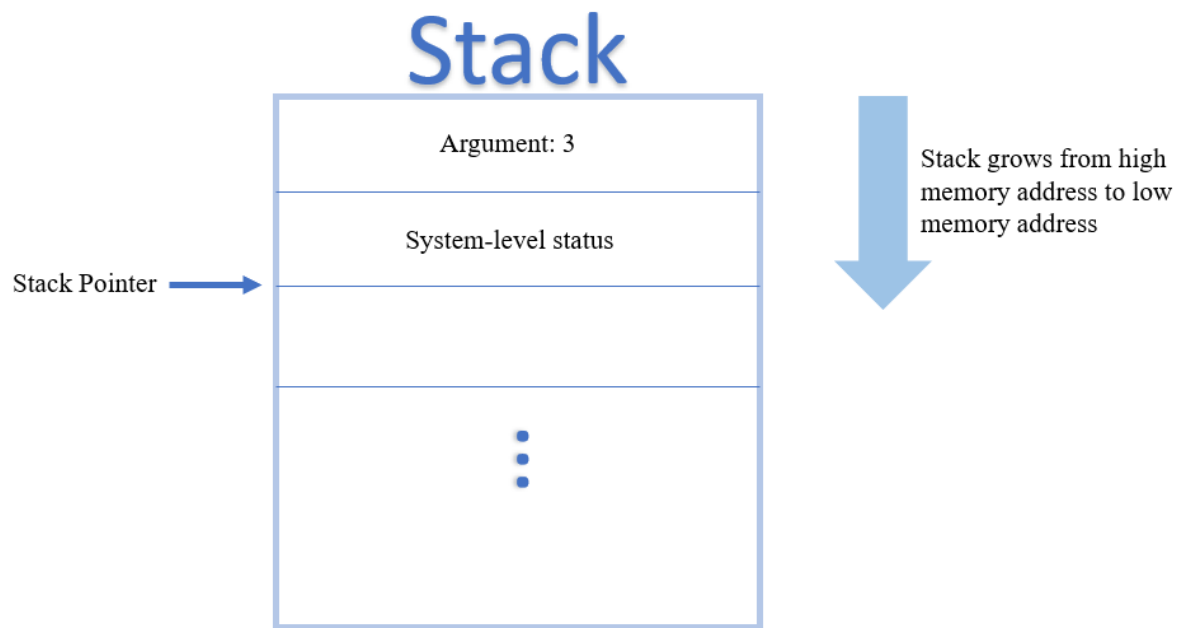 Stack
Argument: 3
Stack grows from high
memory address to low
memory address
System-level status
Stack Pointer